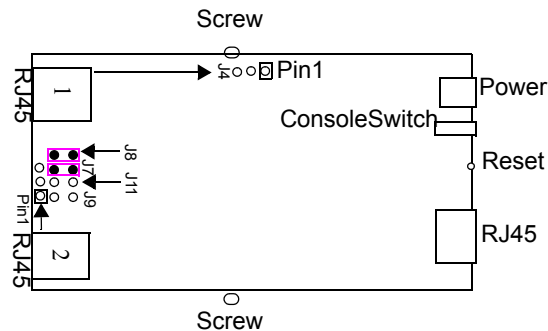 Screw
RJ45
1
J4
Pin1
Power
ConsoleSwitch
J8
J7
J11
Reset
J9
Pin1
RJ45
2
RJ45
Screw